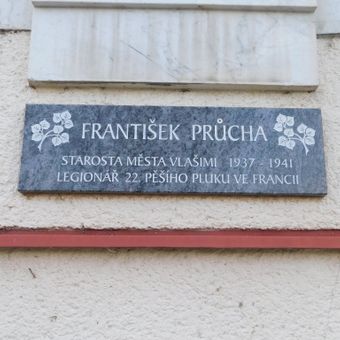 FRANTIŠEK PRŮCHA
STAROSTA MĚSTA VLAŠIMI 1937 - 1941
LEGIONÁŘ 22. PĚŠÍHO PLUKU VE FRANCII